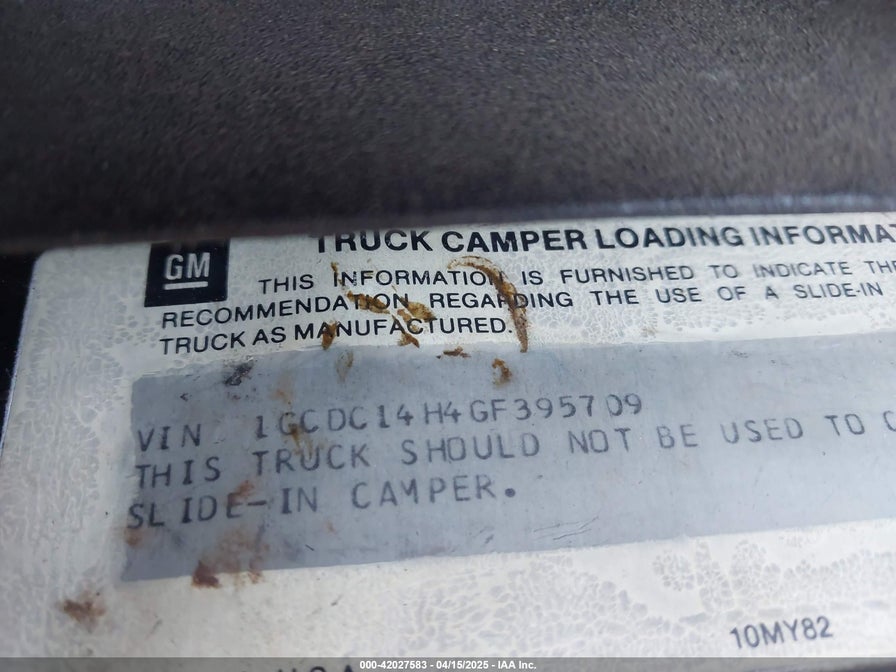 TRUCK CAMPER LOADING INFORMAT
GM
THIS INFORMATION IS FURNISHED TO INDICATE THE
RECOMMENDATION REGARDING THE USE OF A SLIDE-IN
TRUCK AS MANUFACTURED.
VIN 1GCDC14H4GF395709
THIS TRUCK SHOULD NOT BE USED TO C
SLIDE-IN CAMPER.
10MY82
000-42027583 - 04/15/2025 - IAA Inc.